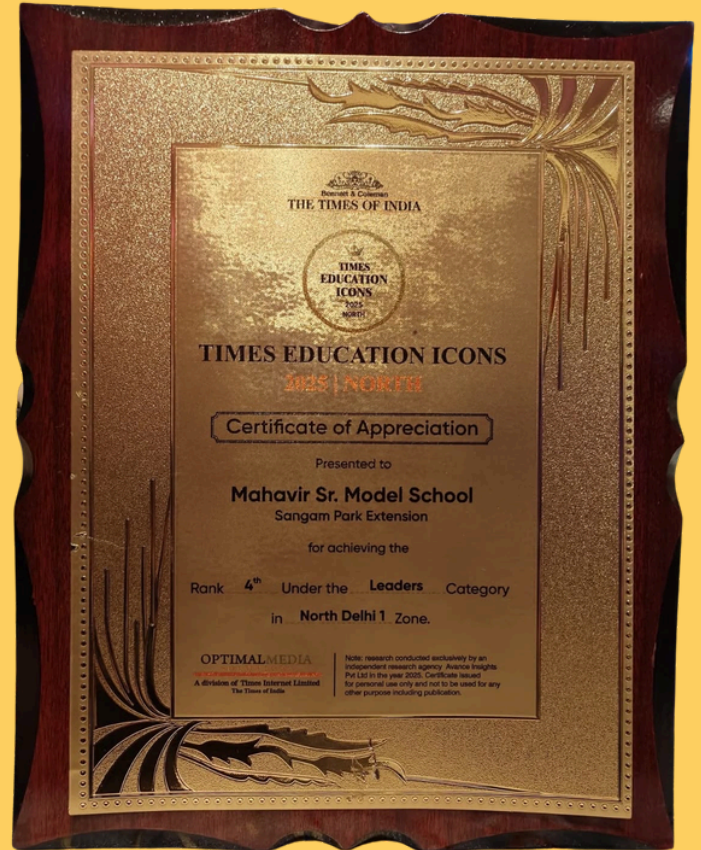 Bennett & Coleman
THE TIMES OF INDIA
TIMES
EDUCATION
ICONS
2025
NORTH
TIMES EDUCATION ICONS
2025 | NORTH
Certificate of Appreciation
Presented to
Mahavir Sr. Model School
Sangam Park Extension
for achieving the
Rank 4th Under the Leaders Category
in North Delhi 1 Zone.
OPTIMALMEDIA
A division of Times Internet Limited
The Times of India
Note: research conducted exclusively by an
independent research agency Avance Insights
Pvt Ltd in the year 2025. Certificate issued
for personal use only and not to be used for any
other purpose including publication.